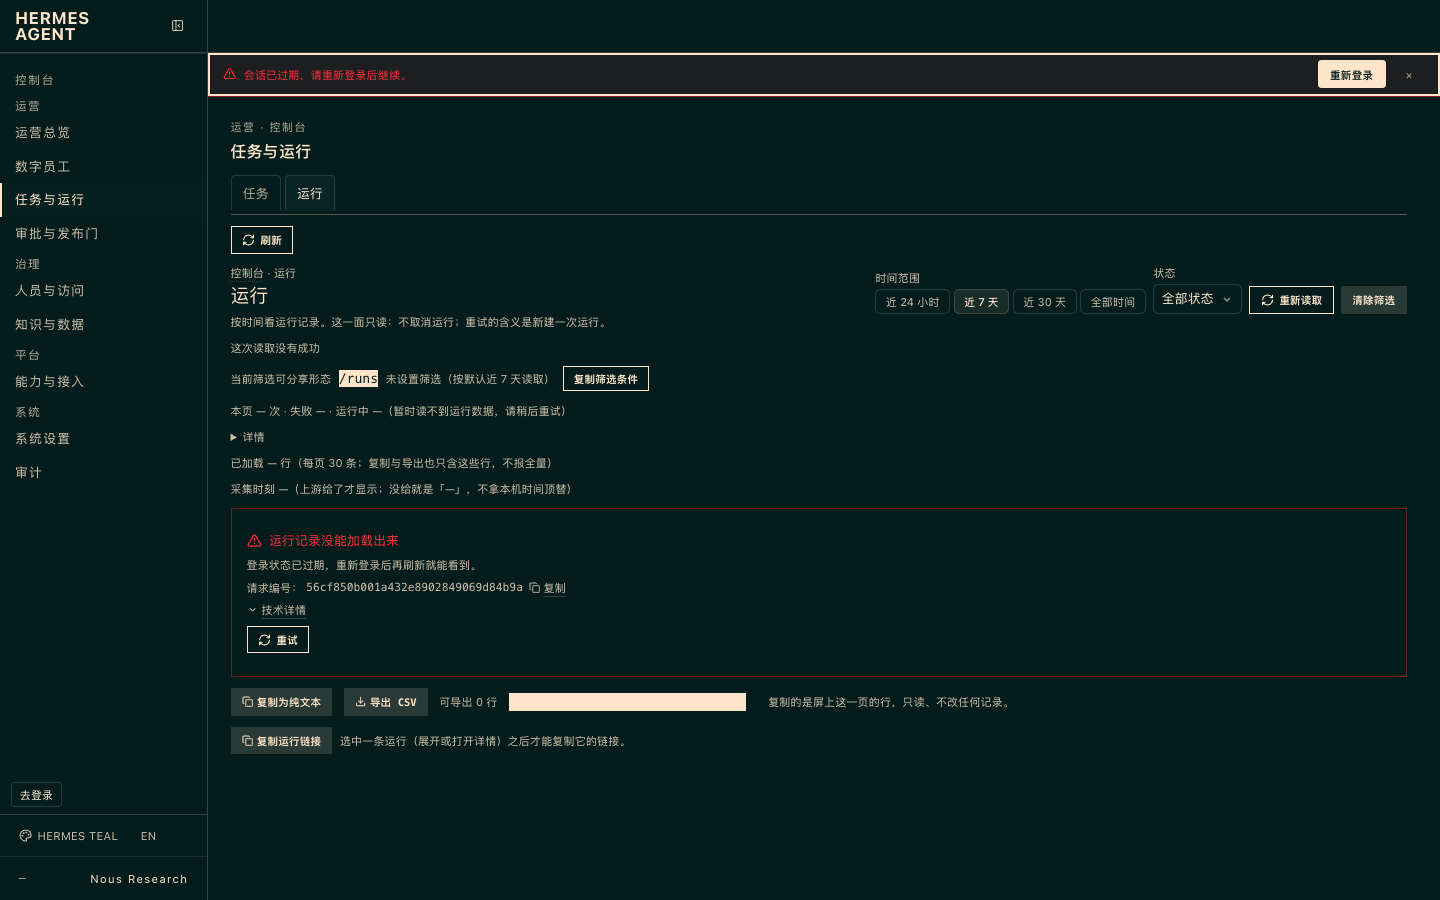 HERMES
AGENT
控制台
运营
运营总览
数字员工
任务与运行
审批与发布门
治理
人员与访问
知识与数据
平台
能力与接入
系统
系统设置
审计
去登录
HERMES TEAL EN
— Nous Research
会话已过期，请重新登录后继续。 重新登录 ×
运营 · 控制台
任务与运行
任务 运行
刷新
控制台 · 运行
运行
时间范围 状态
近 24 小时 近 7 天 近 30 天 全部时间 全部状态 重新读取 清除筛选
按时间看运行记录。这一面只读：不取消运行；重试的含义是新建一次运行。
这次读取没有成功
当前筛选可分享形态 /runs 未设置筛选（按默认近 7 天读取） 复制筛选条件
本页 — 次 · 失败 — · 运行中 —（暂时读不到运行数据，请稍后重试）
▶ 详情
已加载 — 行（每页 30 条；复制与导出也只含这些行，不报全量）
采集时刻 —（上游给了才显示；没给就是「—」，不拿本机时间顶替）
运行记录没能加载出来
登录状态已过期，重新登录后再刷新就能看到。
请求编号： 56cf850b001a432e8902849069d84b9a 复制
技术详情
重试
复制为纯文本 导出 CSV 可导出 0 行 复制的是屏上这一页的行，只读、不改任何记录。
复制运行链接 选中一条运行（展开或打开详情）之后才能复制它的链接。